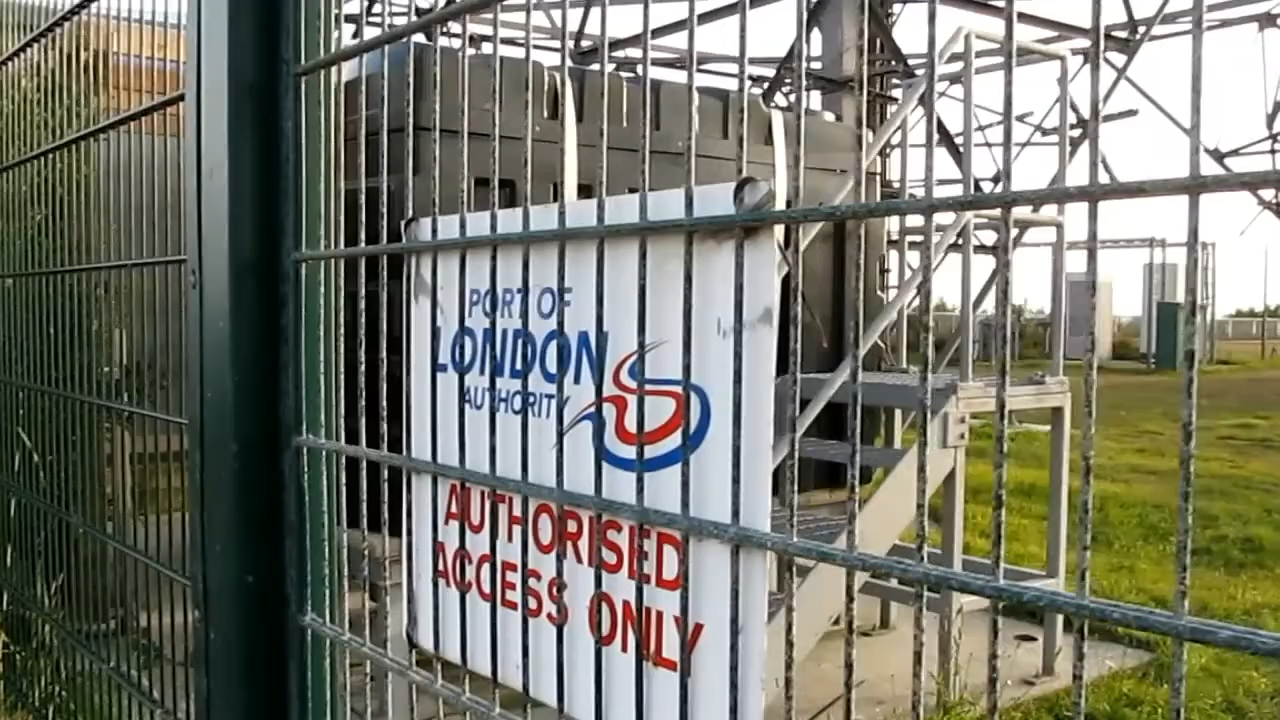 PORT OF
LONDON
AUTHORITY
AUTHORISED
ACCESS ONLY